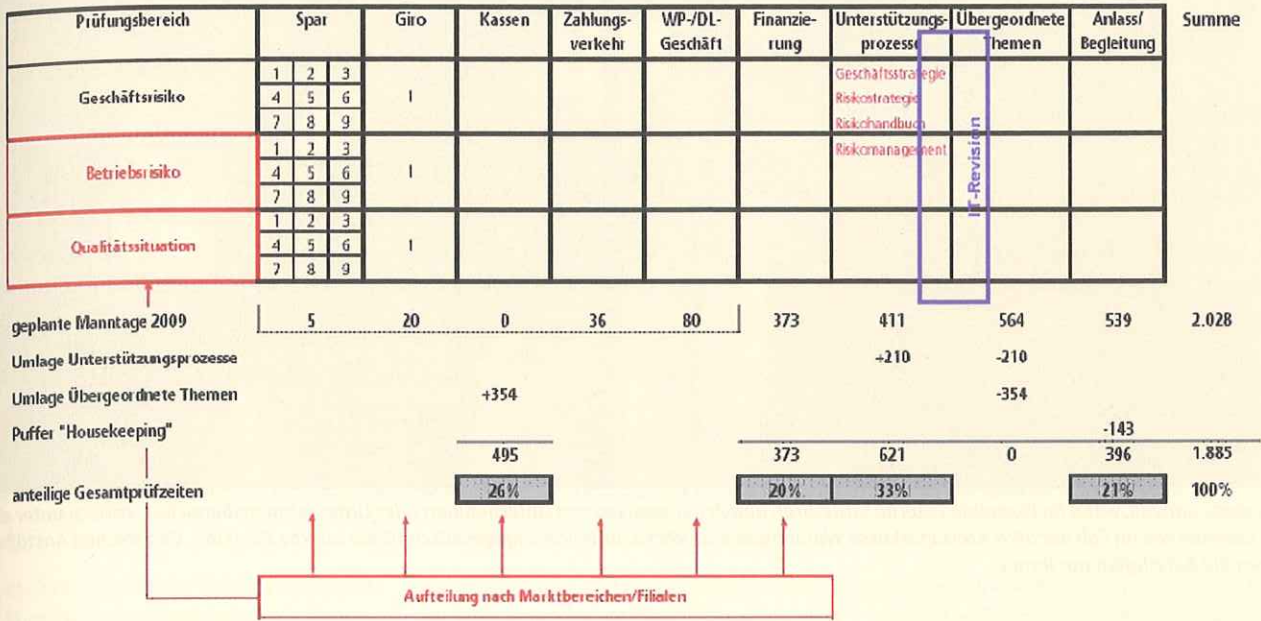 Prüfungsbereich Spar Giro Kassen Zahlungs- WP-/DL- Finanzie- Unterstützungs- Übergeordnete Anlass/ Summe
verkehr Geschäft rung prozesse Themen Begleitung
1 2 3 Geschäftsstrategie
Geschäftsrisiko 4 5 6 I Risikostrategie
7 8 9 Risikohandbuch
1 2 3 Risikomanagement
Betriebsrisiko 4 5 6 I
7 8 9
IT-Revision
1 2 3
Qualitätssituation 4 5 6 I
7 8 9
geplante Manntage 2009 5 20 0 36 80 373 411 564 539 2.028
Umlage Unterstützungsprozesse +210 -210
Umlage Übergeordnete Themen +354 -354
Puffer "Housekeeping" -143
495 373 621 0 396 1.885
anteilige Gesamtprüfzeiten 26% 20% 33% 21% 100%
Aufteilung nach Marktbereichen/Filialen